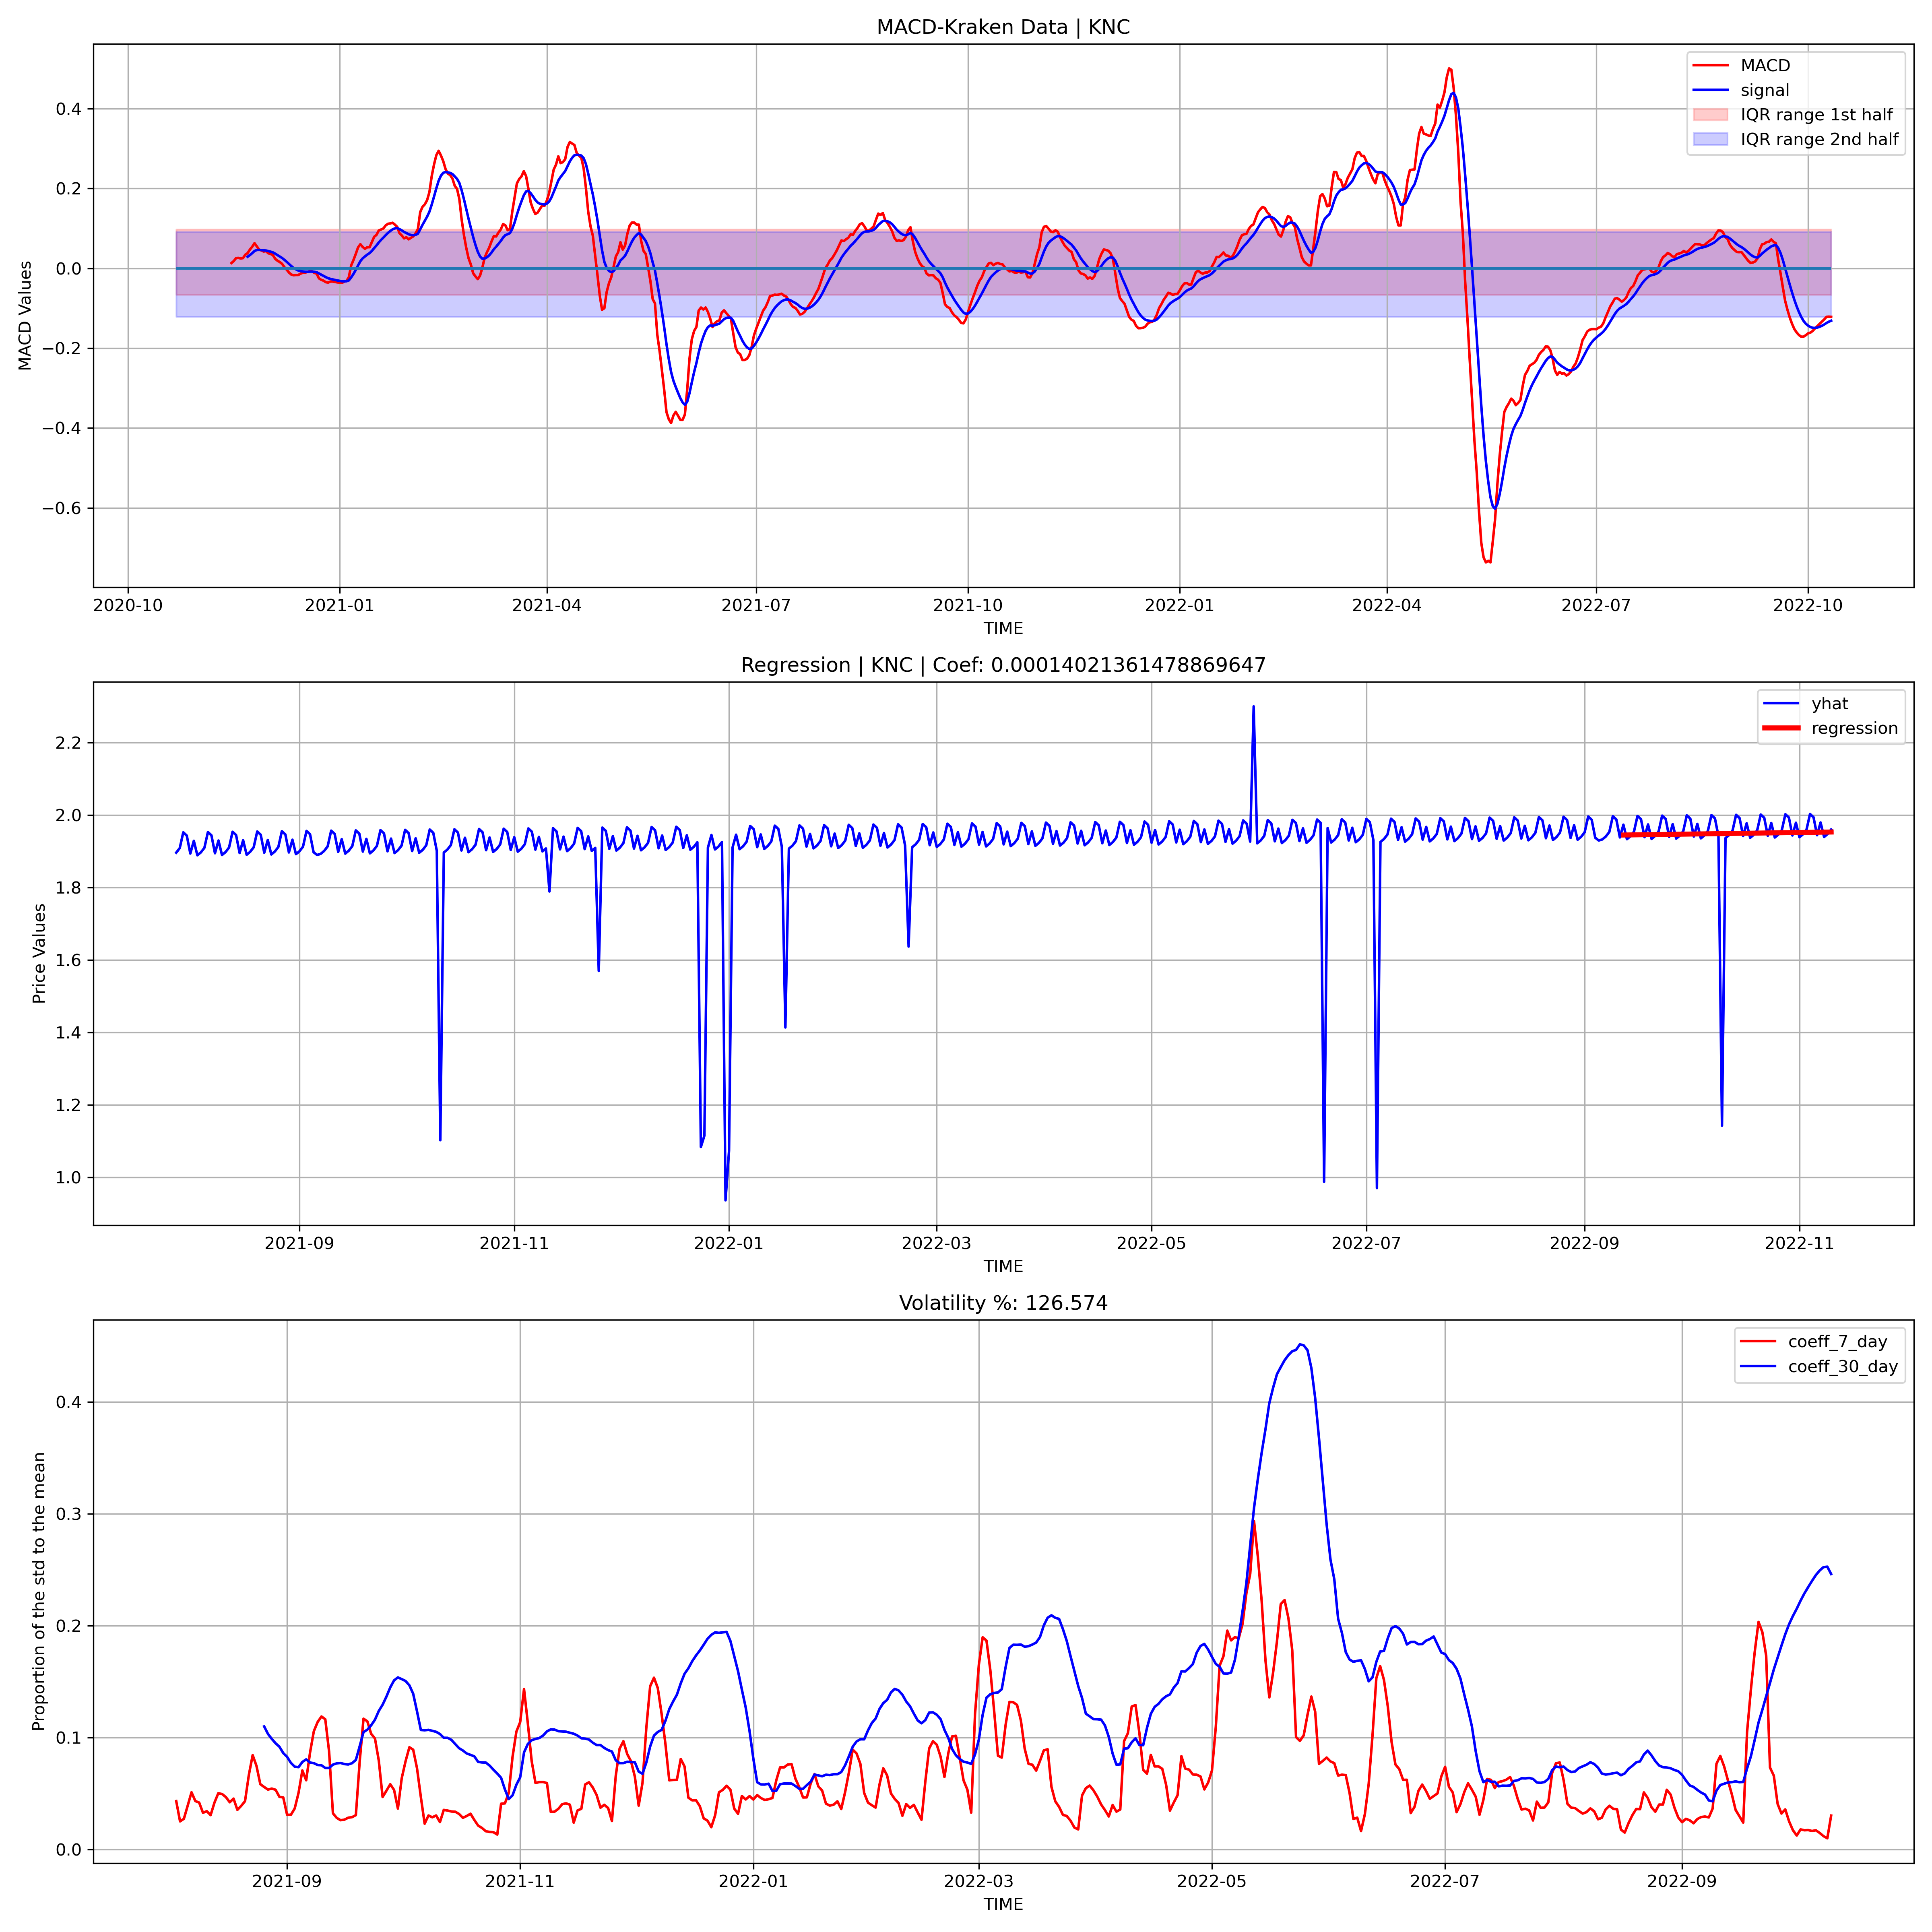 MACD-Kraken Data | KNC
MACD
signal
IQR range 1st half
IQR range 2nd half
MACD Values
0.4
0.2
0.0
−0.2
−0.4
−0.6
2020-10 2021-01 2021-04 2021-07 2021-10 2022-01 2022-04 2022-07 2022-10
TIME
Regression | KNC | Coef: 0.00014021361478869647
yhat
regression
Price Values
2.2
2.0
1.8
1.6
1.4
1.2
1.0
2021-09 2021-11 2022-01 2022-03 2022-05 2022-07 2022-09 2022-11
TIME
Volatility %: 126.574
coeff_7_day
coeff_30_day
Proportion of the std to the mean
0.4
0.3
0.2
0.1
0.0
2021-09 2021-11 2022-01 2022-03 2022-05 2022-07 2022-09
TIME